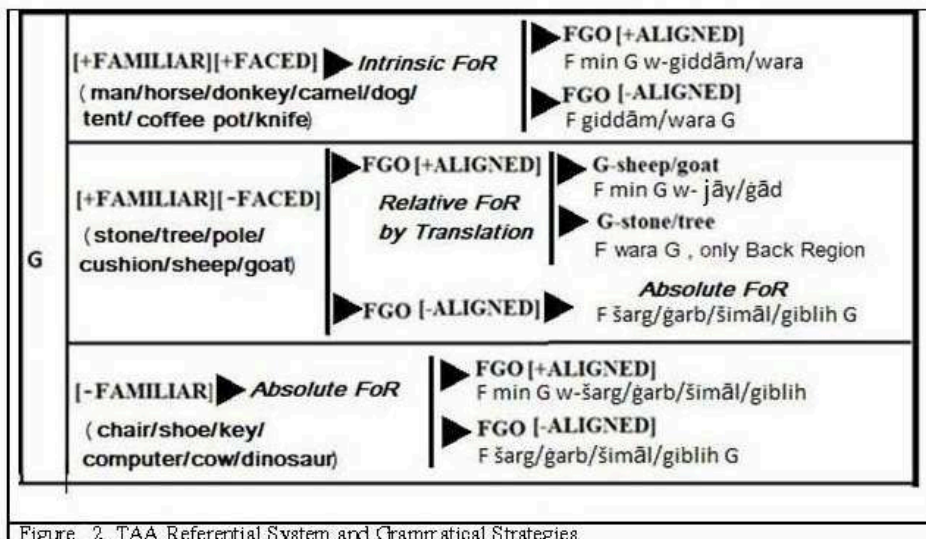 G
[+FAMILIAR][+FACED] Intrinsic FoR
(man/horse/donkey/camel/dog/
tent/ coffee pot/knife)
FGO [+ALIGNED]
F min G w-giddām/wara
FGO [-ALIGNED]
F giddām/wara G
[+FAMILIAR][-FACED]
(stone/tree/pole/
cushion/sheep/goat)
FGO [+ALIGNED]
Relative FoR
by Translation
G-sheep/goat
F min G w- jāy/ġād
G-stone/tree
F wara G , only Back Region
FGO [-ALIGNED]
Absolute FoR
F šarg/ġarb/šimāl/giblih G
[-FAMILIAR] Absolute FoR
(chair/shoe/key/
computer/cow/dinosaur)
FGO [+ALIGNED]
F min G w-šarg/ġarb/šimāl/giblih
FGO [-ALIGNED]
F šarg/ġarb/šimāl/giblih G
Figure 2. TAA Referential System and Grammatical Strategies